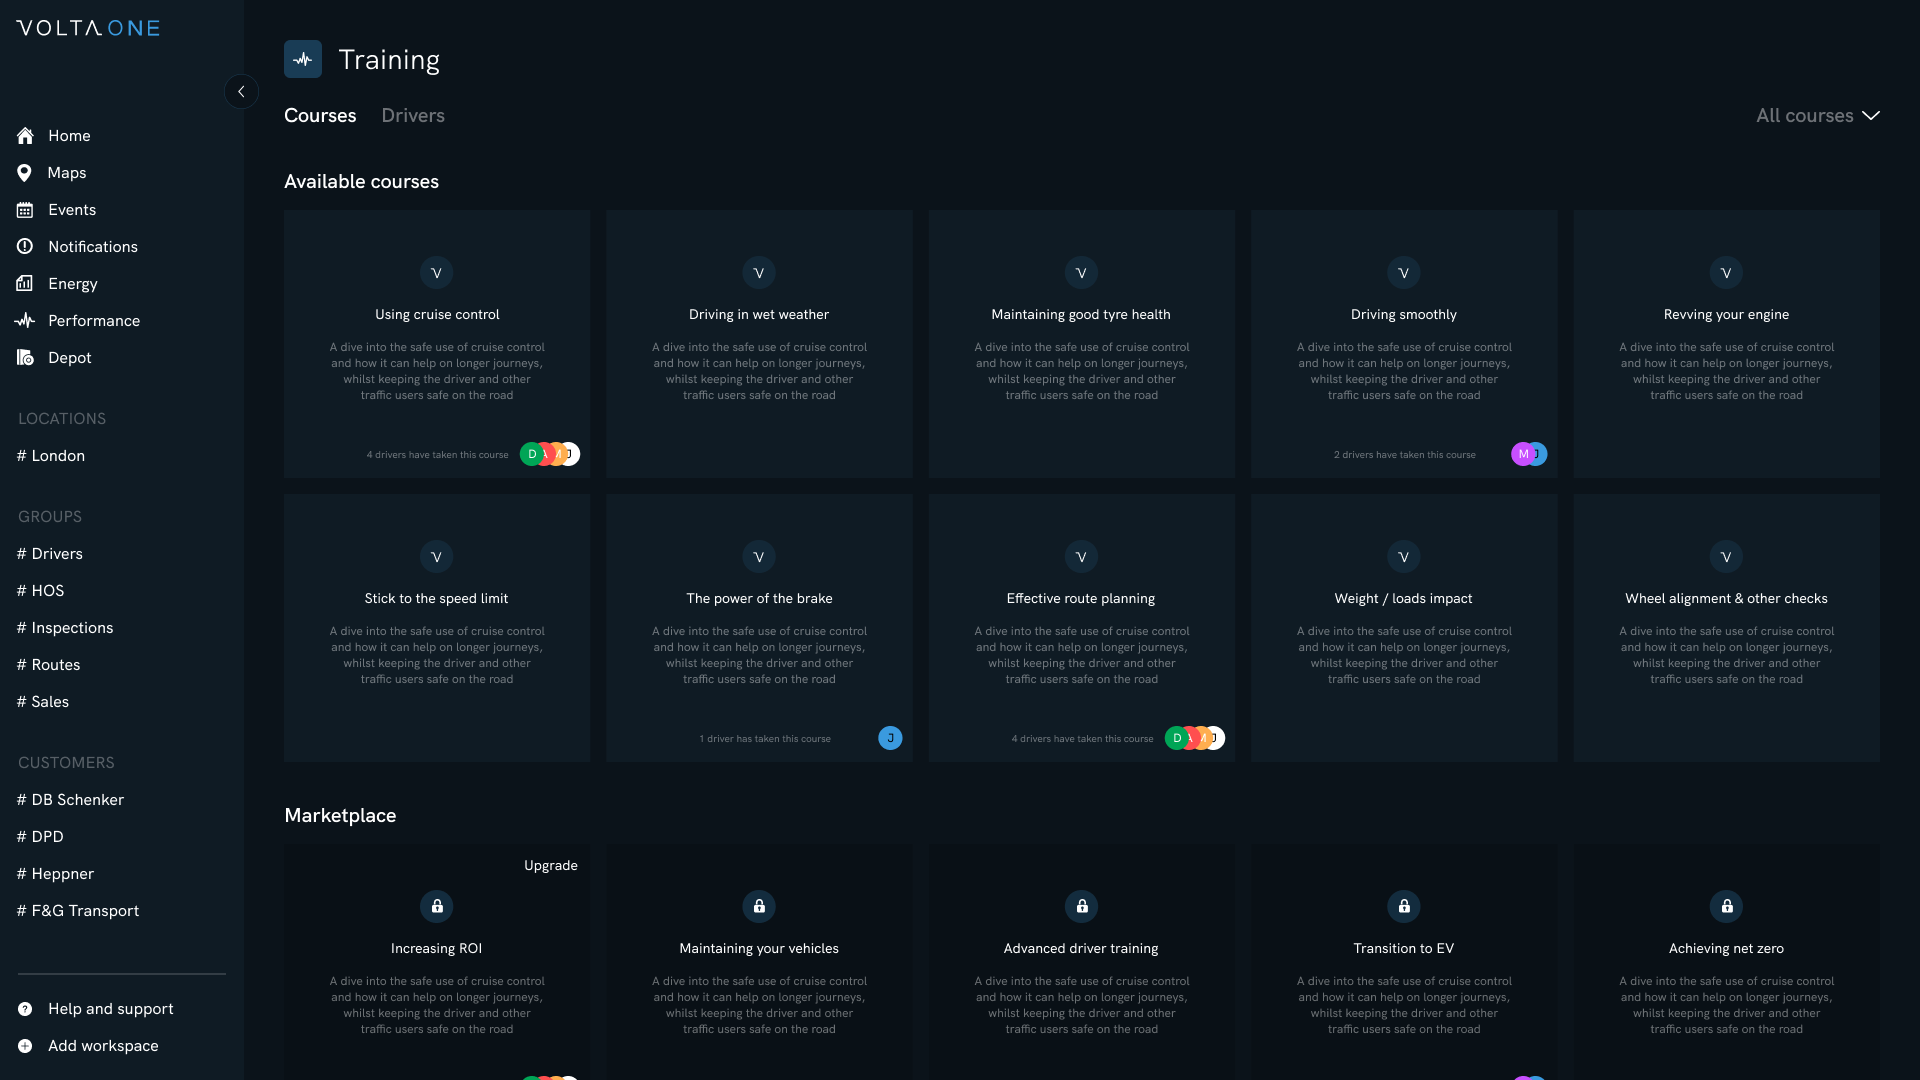 VOLTA ONE
Home
Maps
Events
Notifications
Energy
Performance
Depot
LOCATIONS
# London
GROUPS
# Drivers
# HOS
# Inspections
# Routes
# Sales
CUSTOMERS
# DB Schenker
# DPD
# Heppner
# F&G Transport
Help and support
Add workspace
Training
Courses
Drivers
All courses
Available courses
V
Using cruise control
A dive into the safe use of cruise control
and how it can help on longer journeys,
whilst keeping the driver and other
traffic users safe on the road
4 drivers have taken this course
D A M J
V
Driving in wet weather
A dive into the safe use of cruise control
and how it can help on longer journeys,
whilst keeping the driver and other
traffic users safe on the road
V
Maintaining good tyre health
A dive into the safe use of cruise control
and how it can help on longer journeys,
whilst keeping the driver and other
traffic users safe on the road
V
Driving smoothly
A dive into the safe use of cruise control
and how it can help on longer journeys,
whilst keeping the driver and other
traffic users safe on the road
2 drivers have taken this course
M J
V
Revving your engine
A dive into the safe use of cruise control
and how it can help on longer journeys,
whilst keeping the driver and other
traffic users safe on the road
V
Stick to the speed limit
A dive into the safe use of cruise control
and how it can help on longer journeys,
whilst keeping the driver and other
traffic users safe on the road
V
The power of the brake
A dive into the safe use of cruise control
and how it can help on longer journeys,
whilst keeping the driver and other
traffic users safe on the road
1 driver has taken this course
J
V
Effective route planning
A dive into the safe use of cruise control
and how it can help on longer journeys,
whilst keeping the driver and other
traffic users safe on the road
4 drivers have taken this course
D A M J
V
Weight / loads impact
A dive into the safe use of cruise control
and how it can help on longer journeys,
whilst keeping the driver and other
traffic users safe on the road
V
Wheel alignment & other checks
A dive into the safe use of cruise control
and how it can help on longer journeys,
whilst keeping the driver and other
traffic users safe on the road
Marketplace
Upgrade
Increasing ROI
A dive into the safe use of cruise control
and how it can help on longer journeys,
whilst keeping the driver and other
traffic users safe on the road
Maintaining your vehicles
A dive into the safe use of cruise control
and how it can help on longer journeys,
whilst keeping the driver and other
traffic users safe on the road
Advanced driver training
A dive into the safe use of cruise control
and how it can help on longer journeys,
whilst keeping the driver and other
traffic users safe on the road
Transition to EV
A dive into the safe use of cruise control
and how it can help on longer journeys,
whilst keeping the driver and other
traffic users safe on the road
Achieving net zero
A dive into the safe use of cruise control
and how it can help on longer journeys,
whilst keeping the driver and other
traffic users safe on the road